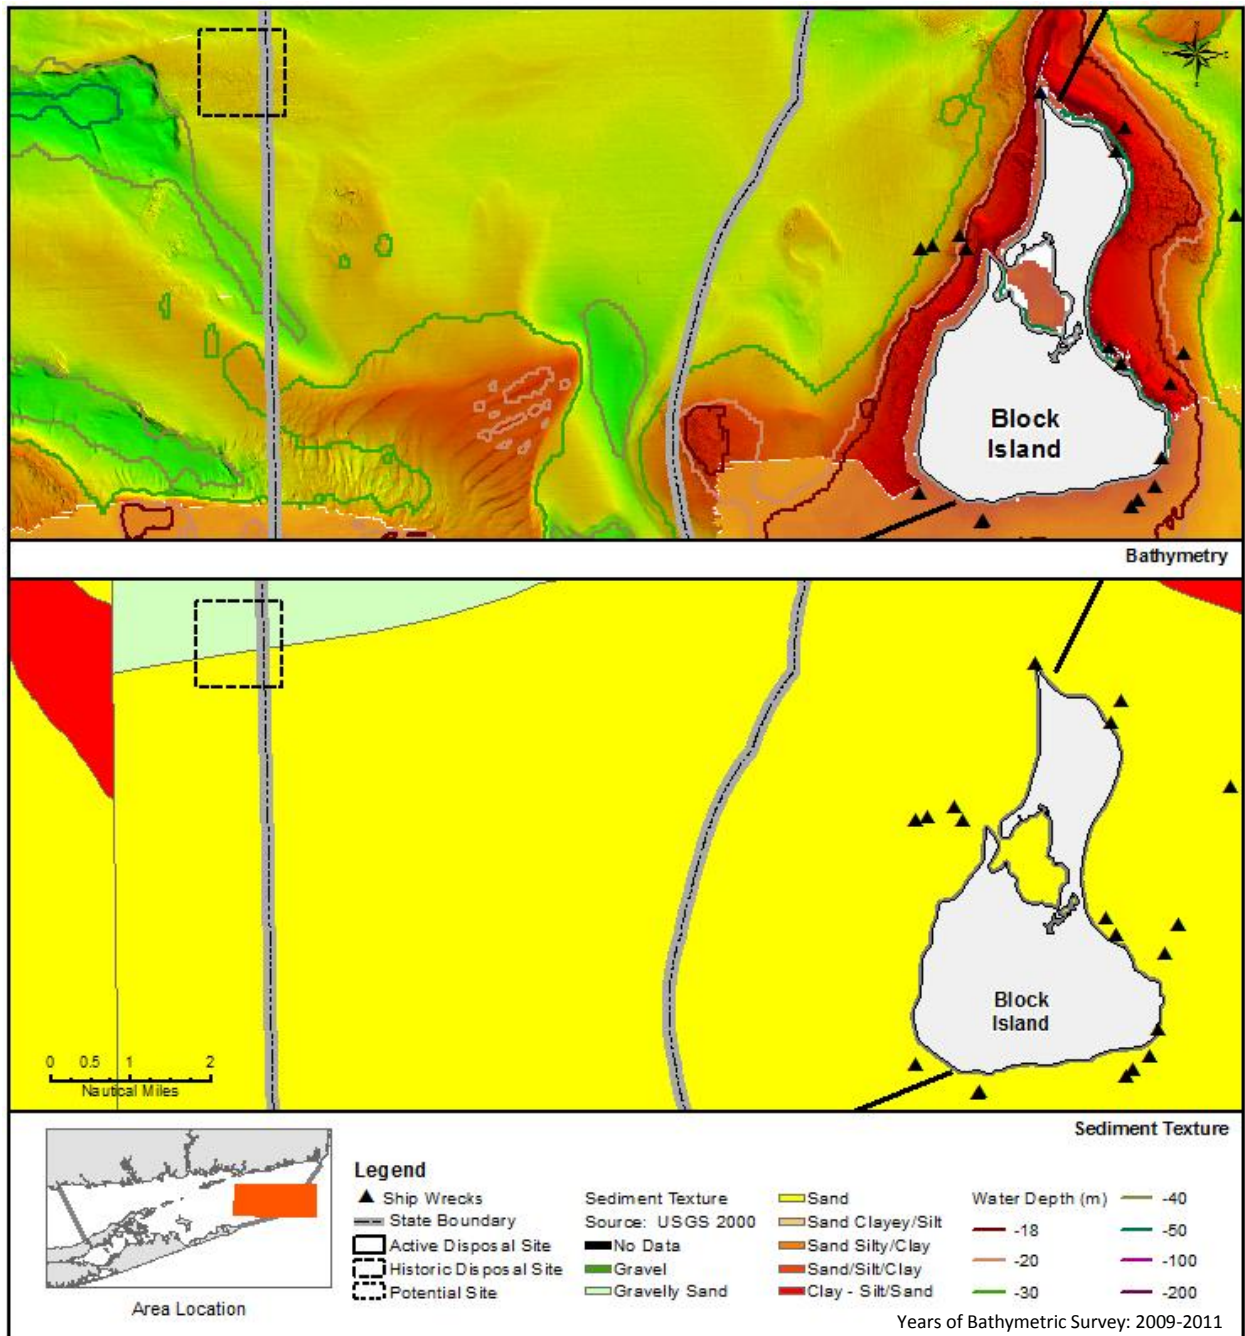 Block
Island
Bathymetry
Block
Island
0 0.5 1 2
Nautical Miles
Sediment Texture
Area Location
Legend
Ship Wrecks
State Boundary
Active Disposal Site
Historic Disposal Site
Potential Site
Sediment Texture
Source: USGS 2000
No Data
Gravel
Gravelly Sand
Sand
Sand Clayey/Silt
Sand Silty/Clay
Sand/Silt/Clay
Clay - Silt/Sand
Water Depth (m)
-18
-20
-30
-40
-50
-100
-200
Years of Bathymetric Survey: 2009-2011